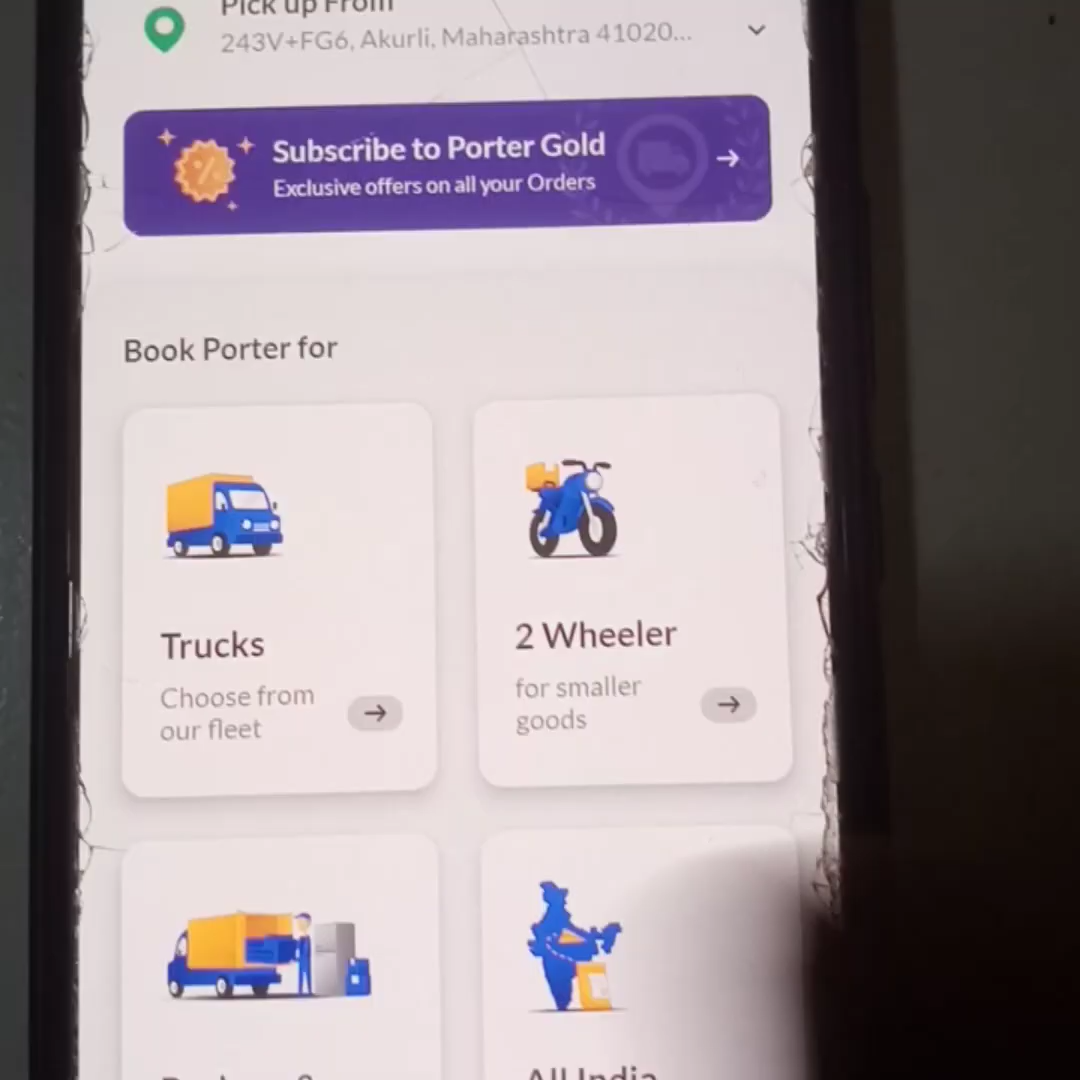 Pick up From
243V+FG6, Akurli, Maharashtra 41020...
Subscribe to Porter Gold
Exclusive offers on all your Orders
Book Porter for
Trucks
Choose from
our fleet
2 Wheeler
for smaller
goods
All India